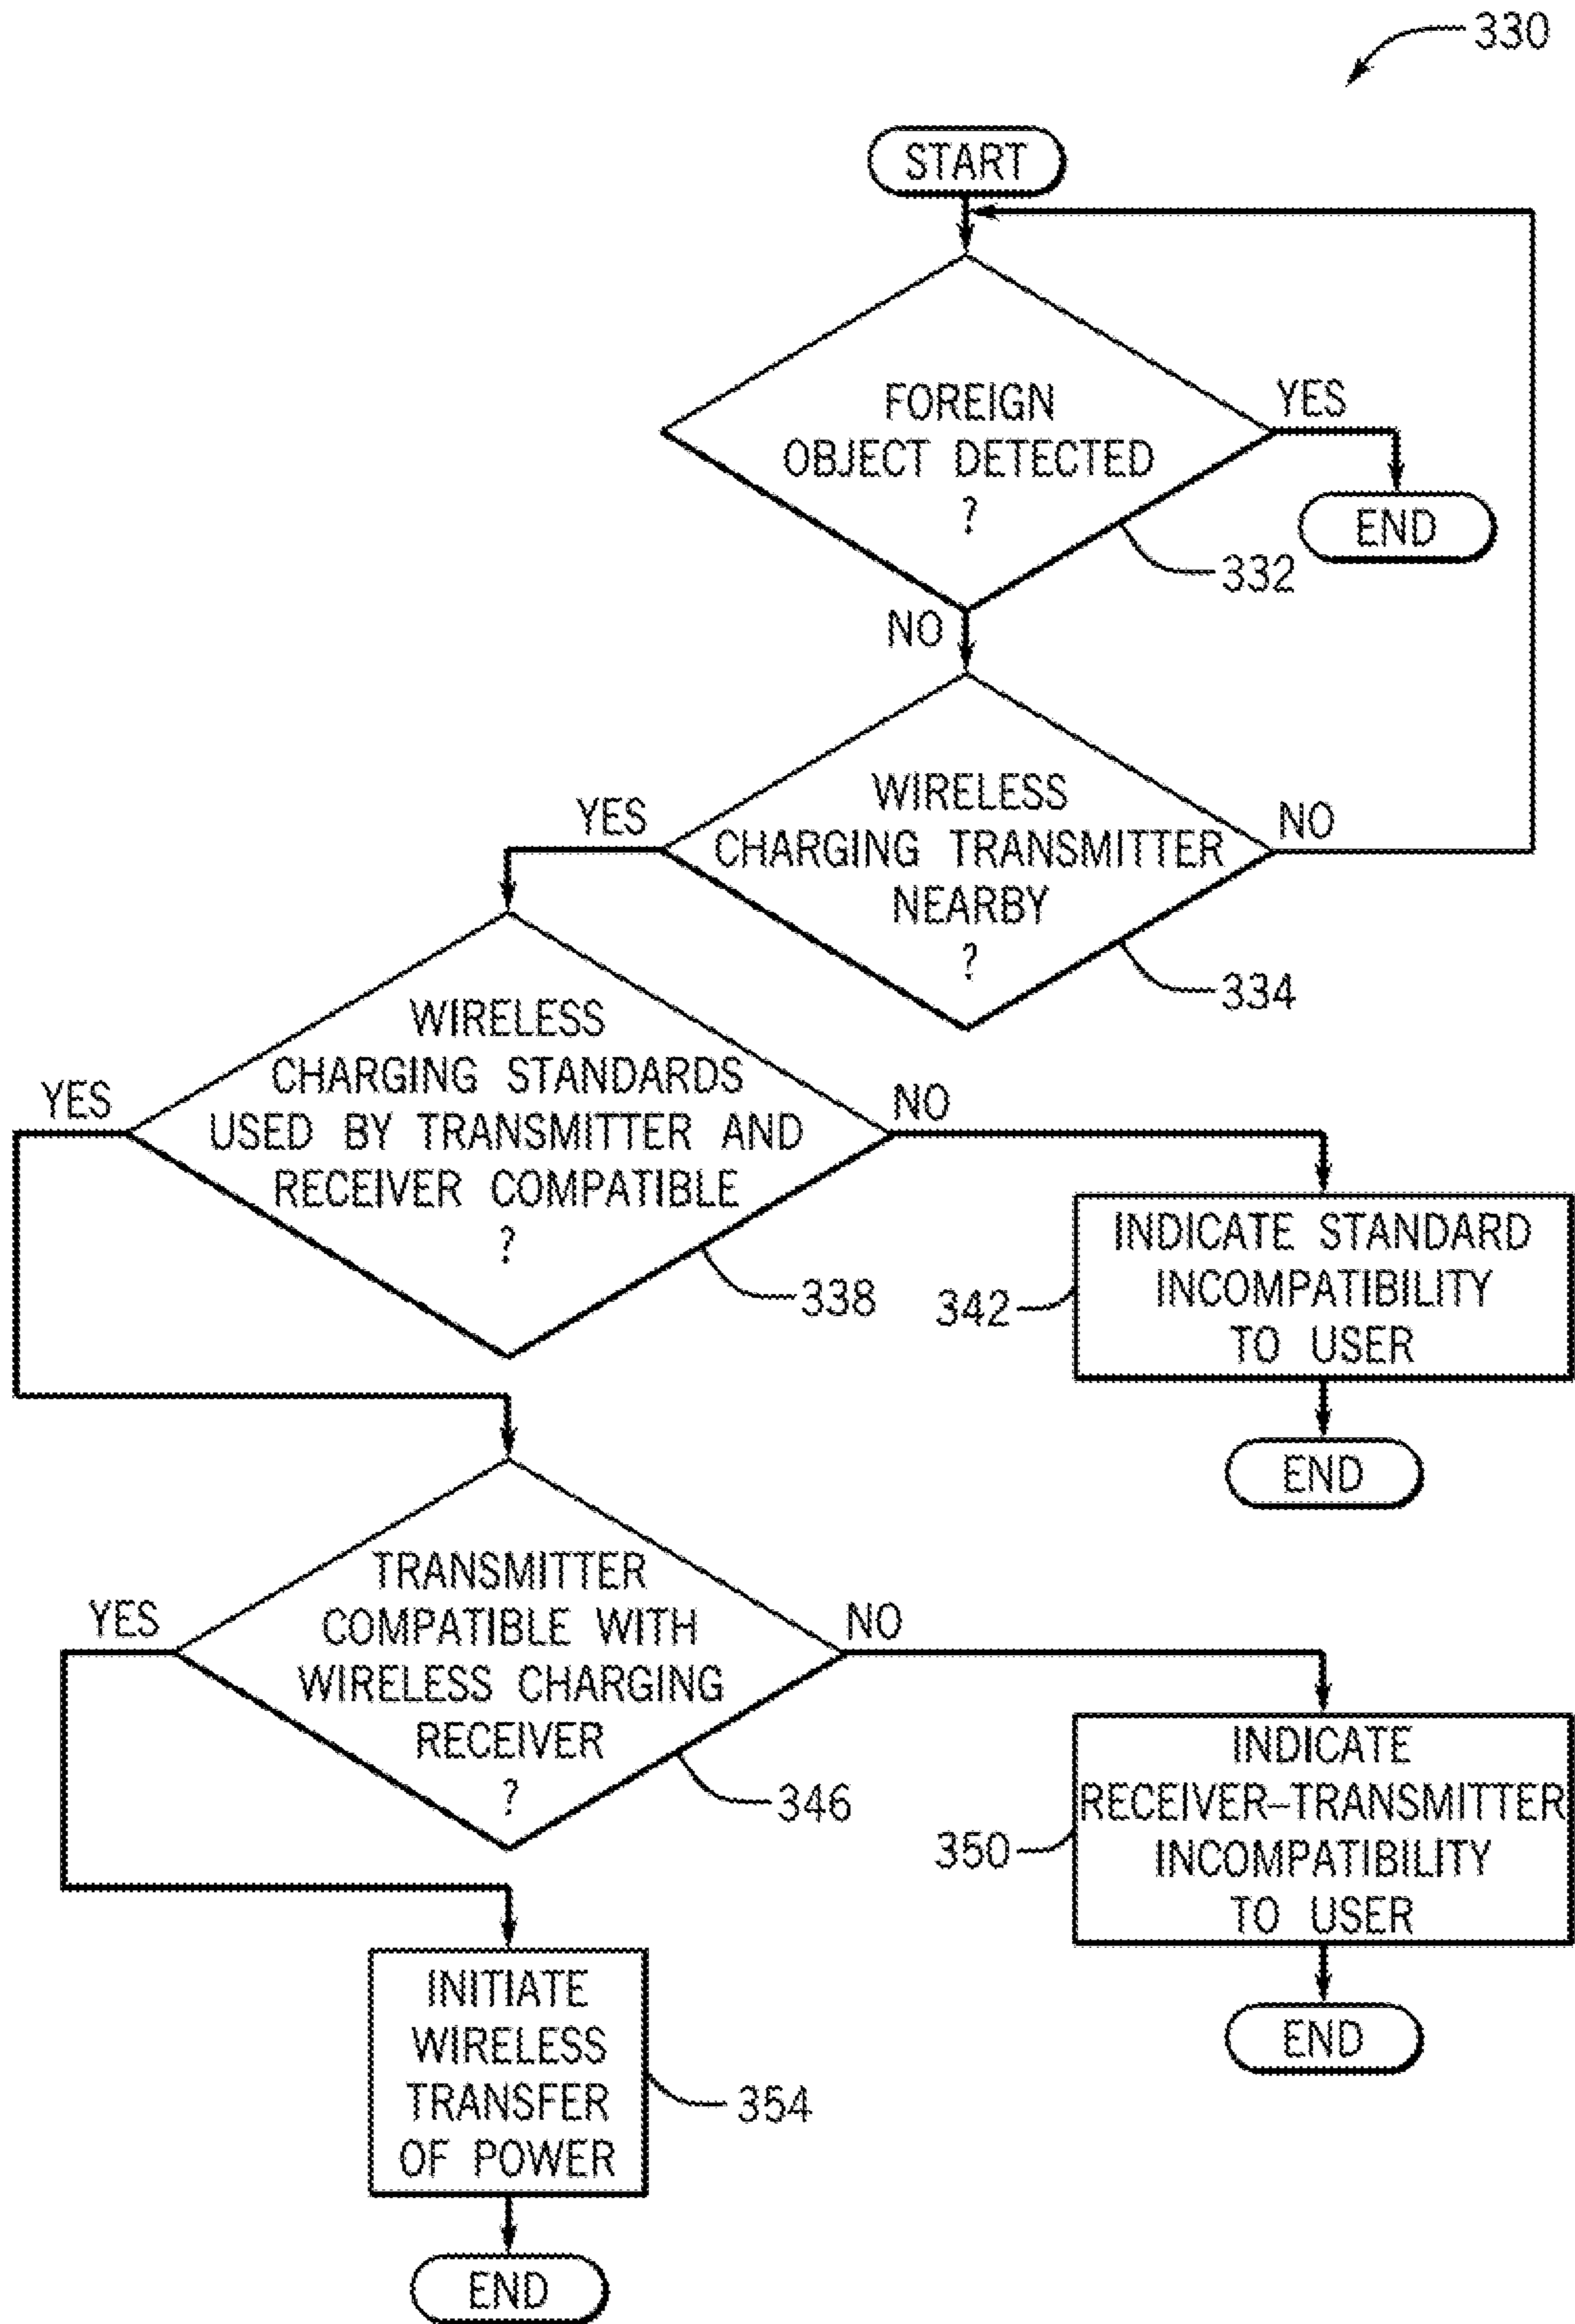 330
START
FOREIGN
OBJECT DETECTED
?
YES
END
332
NO
WIRELESS
CHARGING TRANSMITTER
NEARBY
?
YES
NO
334
WIRELESS
CHARGING STANDARDS
USED BY TRANSMITTER AND
RECEIVER COMPATIBLE
?
YES
NO
338
INDICATE STANDARD
INCOMPATIBILITY
TO USER
342
END
TRANSMITTER
COMPATIBLE WITH
WIRELESS CHARGING
RECEIVER
?
YES
NO
346
INDICATE
RECEIVER–TRANSMITTER
INCOMPATIBILITY
TO USER
350
END
INITIATE
WIRELESS
TRANSFER
OF POWER
354
END